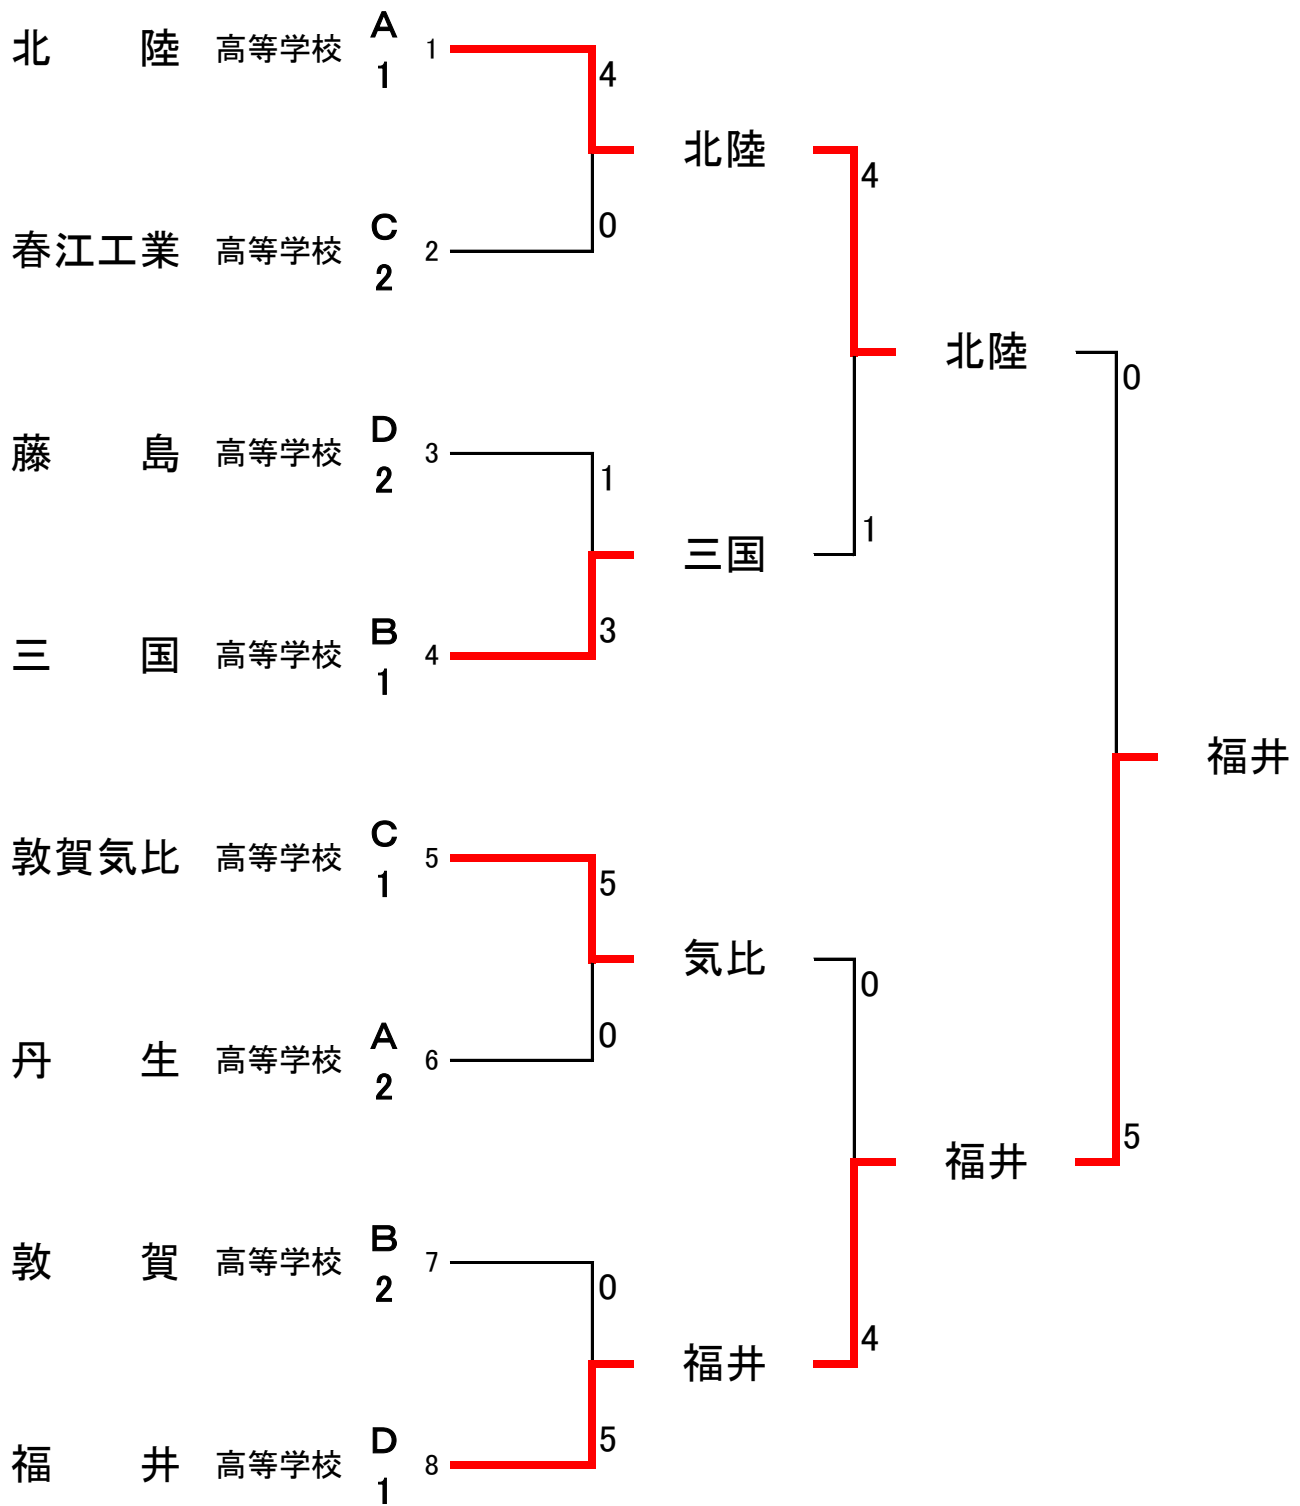 北　陸 高等学校 A 1 1
4
北陸
4
春江工業 高等学校 C 2 2
0
北陸
0
藤　島 高等学校 D 2 3
1
三国
1
三　国 高等学校 B 1 4
3
福井
敦賀気比 高等学校 C 1 5
5
気比
0
丹　生 高等学校 A 2 6
0
福井
5
敦　賀 高等学校 B 2 7
0
福井
4
福　井 高等学校 D 1 8
5